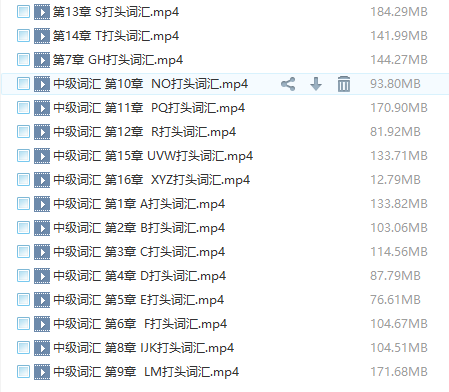 第13章 S打头词汇.mp4 184.29MB
第14章 T打头词汇.mp4 141.99MB
第7章 GH打头词汇.mp4 144.27MB
中级词汇 第10章  NO打头词汇.mp4 93.80MB
中级词汇 第11章  PQ打头词汇.mp4 170.90MB
中级词汇 第12章  R打头词汇.mp4 81.92MB
中级词汇 第15章 UVW打头词汇.mp4 133.71MB
中级词汇 第16章  XYZ打头词汇.mp4 12.79MB
中级词汇 第1章 A打头词汇.mp4 133.82MB
中级词汇 第2章 B打头词汇.mp4 103.06MB
中级词汇 第3章 C打头词汇.mp4 114.56MB
中级词汇 第4章 D打头词汇.mp4 87.79MB
中级词汇 第5章 E打头词汇.mp4 76.61MB
中级词汇 第6章  F打头词汇.mp4 104.67MB
中级词汇 第8章 IJK打头词汇.mp4 104.51MB
中级词汇 第9章  LM打头词汇.mp4 171.68MB